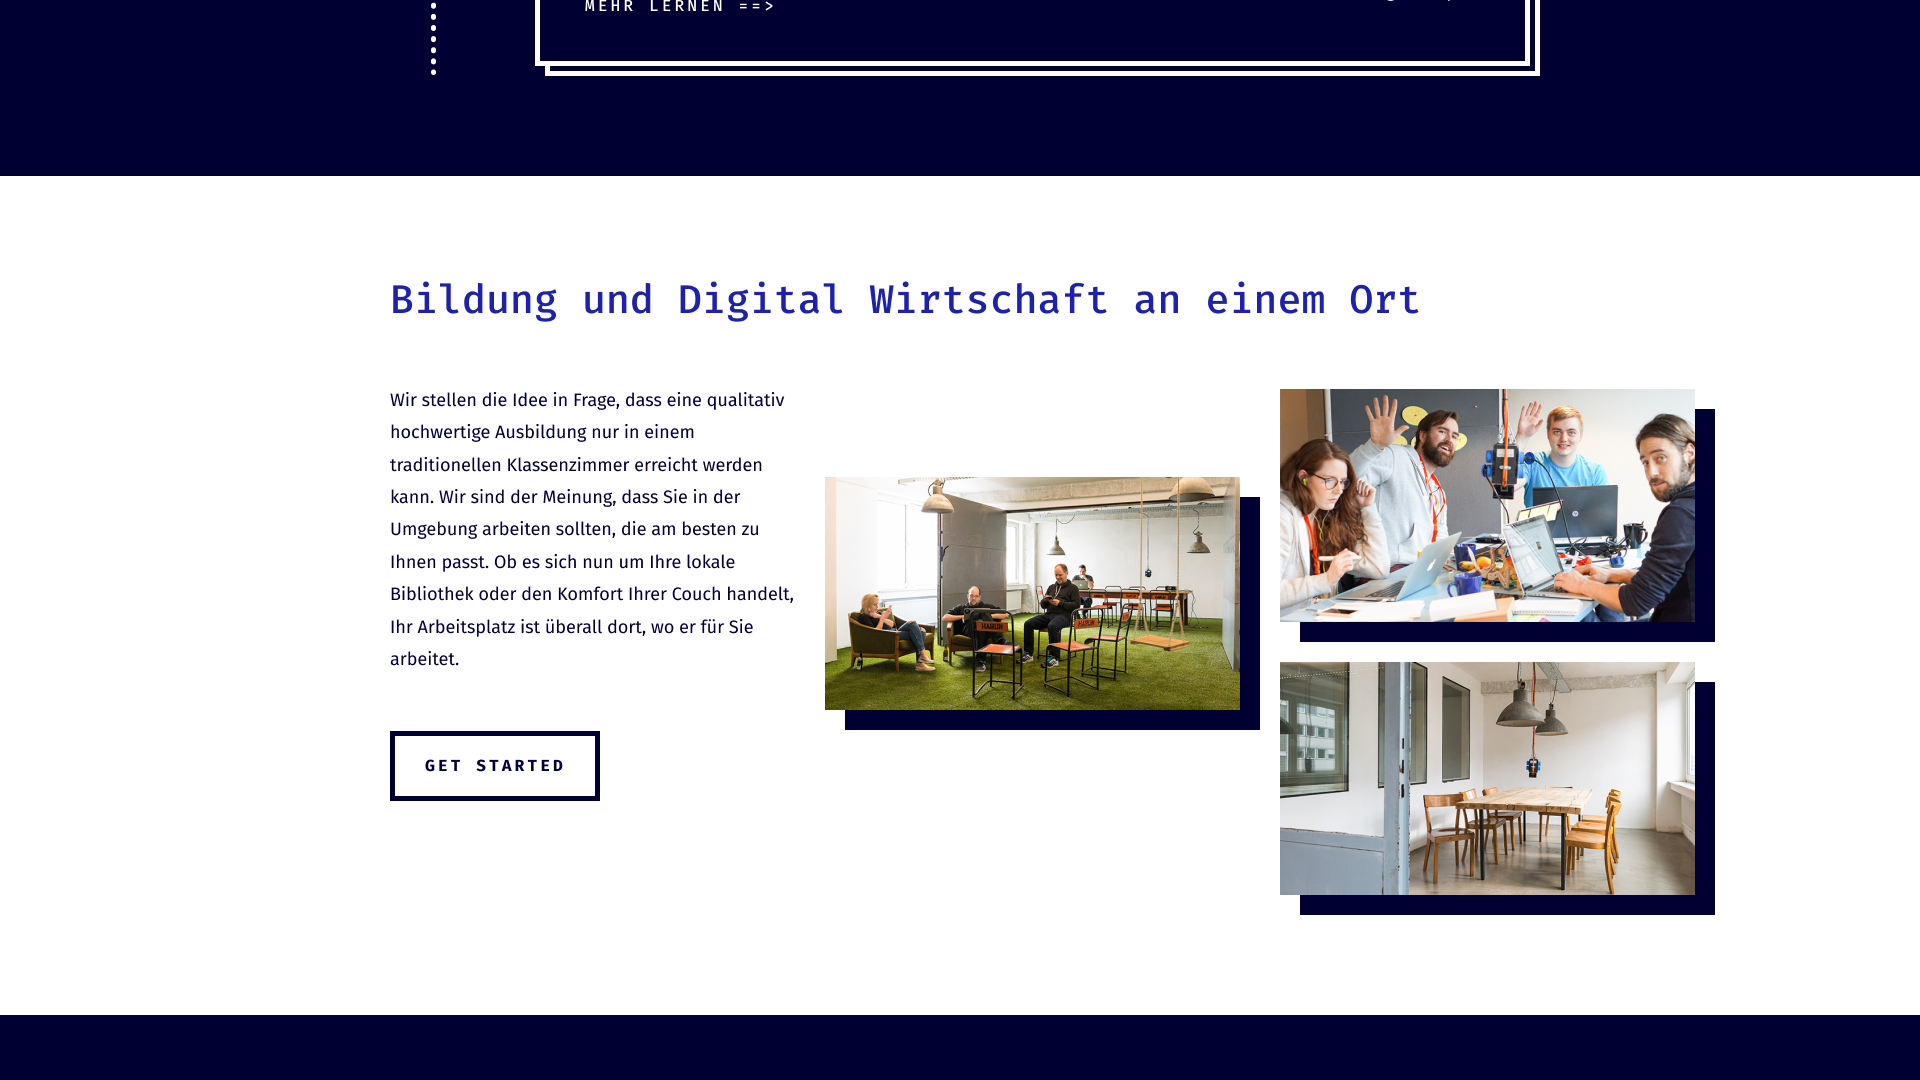 MEHR LERNEN ==>
Bildung und Digital Wirtschaft an einem Ort
Wir stellen die Idee in Frage, dass eine qualitativ
hochwertige Ausbildung nur in einem
traditionellen Klassenzimmer erreicht werden
kann. Wir sind der Meinung, dass Sie in der
Umgebung arbeiten sollten, die am besten zu
Ihnen passt. Ob es sich nun um Ihre lokale
Bibliothek oder den Komfort Ihrer Couch handelt,
Ihr Arbeitsplatz ist überall dort, wo er für Sie
arbeitet.
GET STARTED